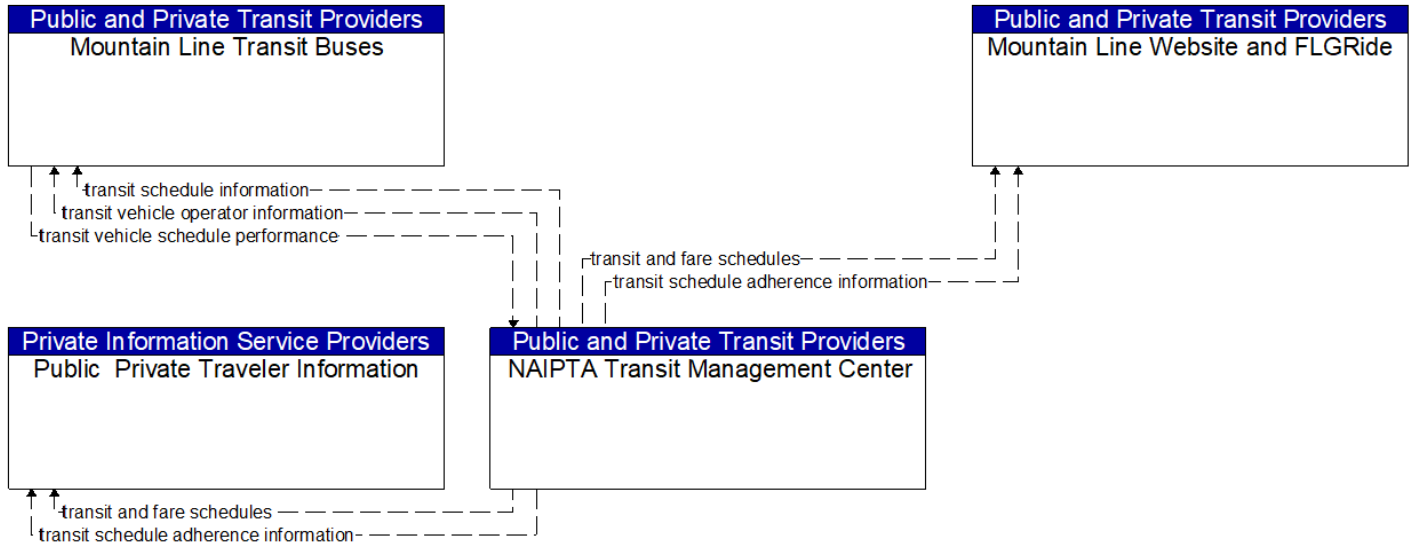 Public and Private Transit Providers
Mountain Line Transit Buses
Public and Private Transit Providers
Mountain Line Website and FLGRide
transit schedule information
transit vehicle operator information
transit vehicle schedule performance
transit and fare schedules
transit schedule adherence information
Private Information Service Providers
Public  Private Traveler Information
Public and Private Transit Providers
NAIPTA Transit Management Center
transit and fare schedules
transit schedule adherence information